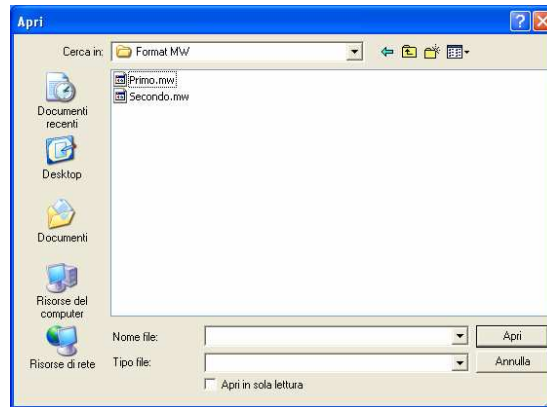 Apri
Cerca in: Format MW
Primo.mw
Secondo.mw
Documenti
recenti
Desktop
Documenti
Risorse del
computer
Risorse di rete
Nome file: Apri
Tipo file: Annulla
Apri in sola lettura